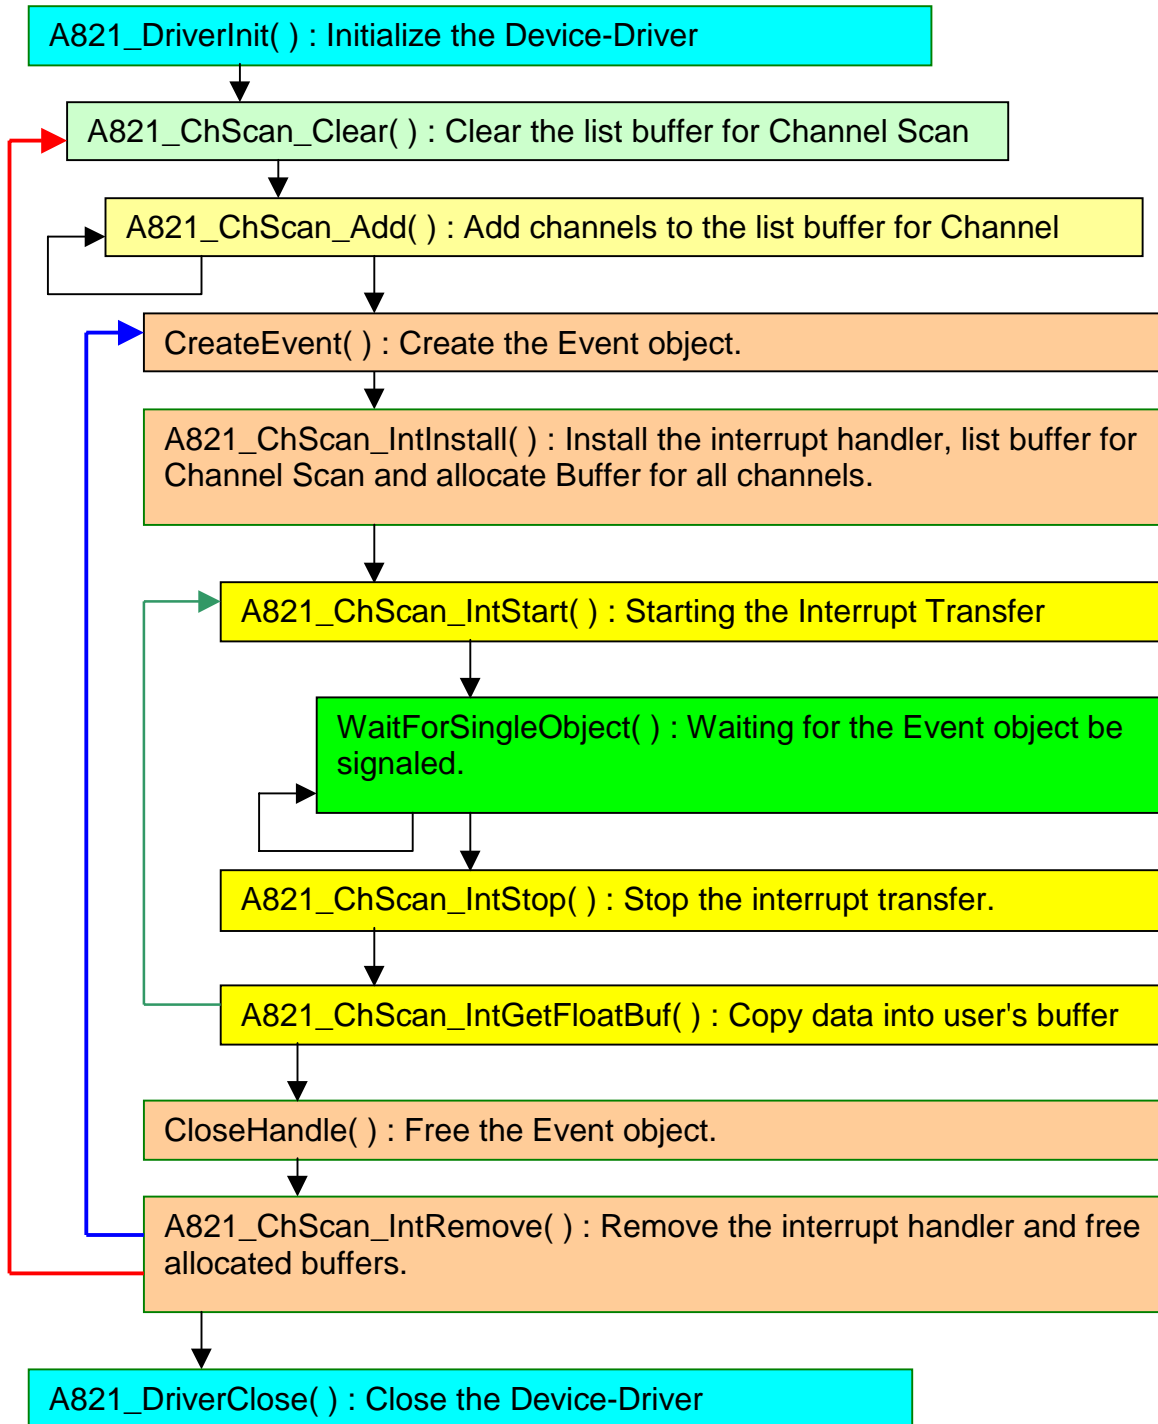 A821_DriverInit( ) : Initialize the Device-Driver
A821_ChScan_Clear( ) : Clear the list buffer for Channel Scan
A821_ChScan_Add( ) : Add channels to the list buffer for Channel
CreateEvent( ) : Create the Event object.
A821_ChScan_IntInstall( ) : Install the interrupt handler, list buffer for
Channel Scan and allocate Buffer for all channels.
A821_ChScan_IntStart( ) : Starting the Interrupt Transfer
WaitForSingleObject( ) : Waiting for the Event object be
signaled.
A821_ChScan_IntStop( ) : Stop the interrupt transfer.
A821_ChScan_IntGetFloatBuf( ) : Copy data into user's buffer
CloseHandle( ) : Free the Event object.
A821_ChScan_IntRemove( ) : Remove the interrupt handler and free
allocated buffers.
A821_DriverClose( ) : Close the Device-Driver